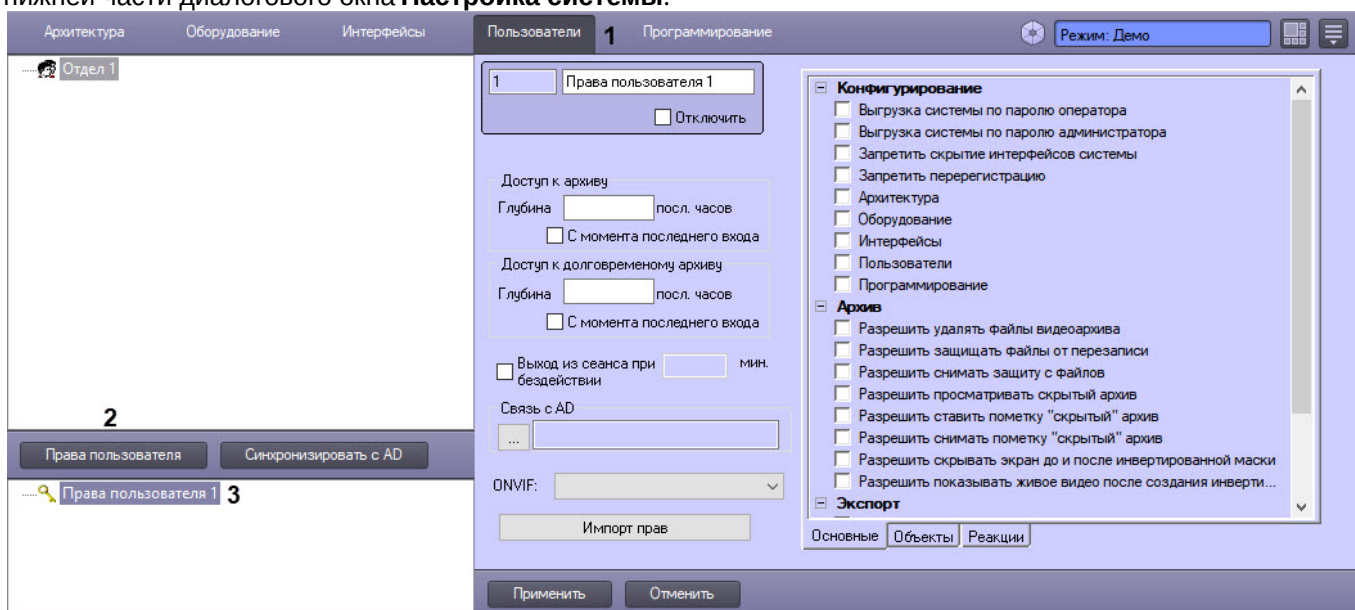 нижней части диалогового окна Настройка системы.
Архитектура Оборудование Интерфейсы Пользователи 1 Программирование Режим: Демо
Отдел 1
2
Права пользователя Синхронизировать с AD
Права пользователя 1 3
1 Права пользователя 1
Отключить
Доступ к архиву
Глубина посл. часов
С момента последнего входа
Доступ к долговременому архиву
Глубина посл. часов
С момента последнего входа
Выход из сеанса при мин.
бездействии
Связь с AD
...
ONVIF:
Импорт прав
Конфигурирование
Выгрузка системы по паролю оператора
Выгрузка системы по паролю администратора
Запретить скрытие интерфейсов системы
Запретить перерегистрацию
Архитектура
Оборудование
Интерфейсы
Пользователи
Программирование
Архив
Разрешить удалять файлы видеоархива
Разрешить защищать файлы от перезаписи
Разрешить снимать защиту с файлов
Разрешить просматривать скрытый архив
Разрешить ставить пометку "скрытый" архив
Разрешить снимать пометку "скрытый" архив
Разрешить скрывать экран до и после инвертированной маски
Разрешить показывать живое видео после создания инверти...
Экспорт
Основные Объекты Реакции
Применить Отменить